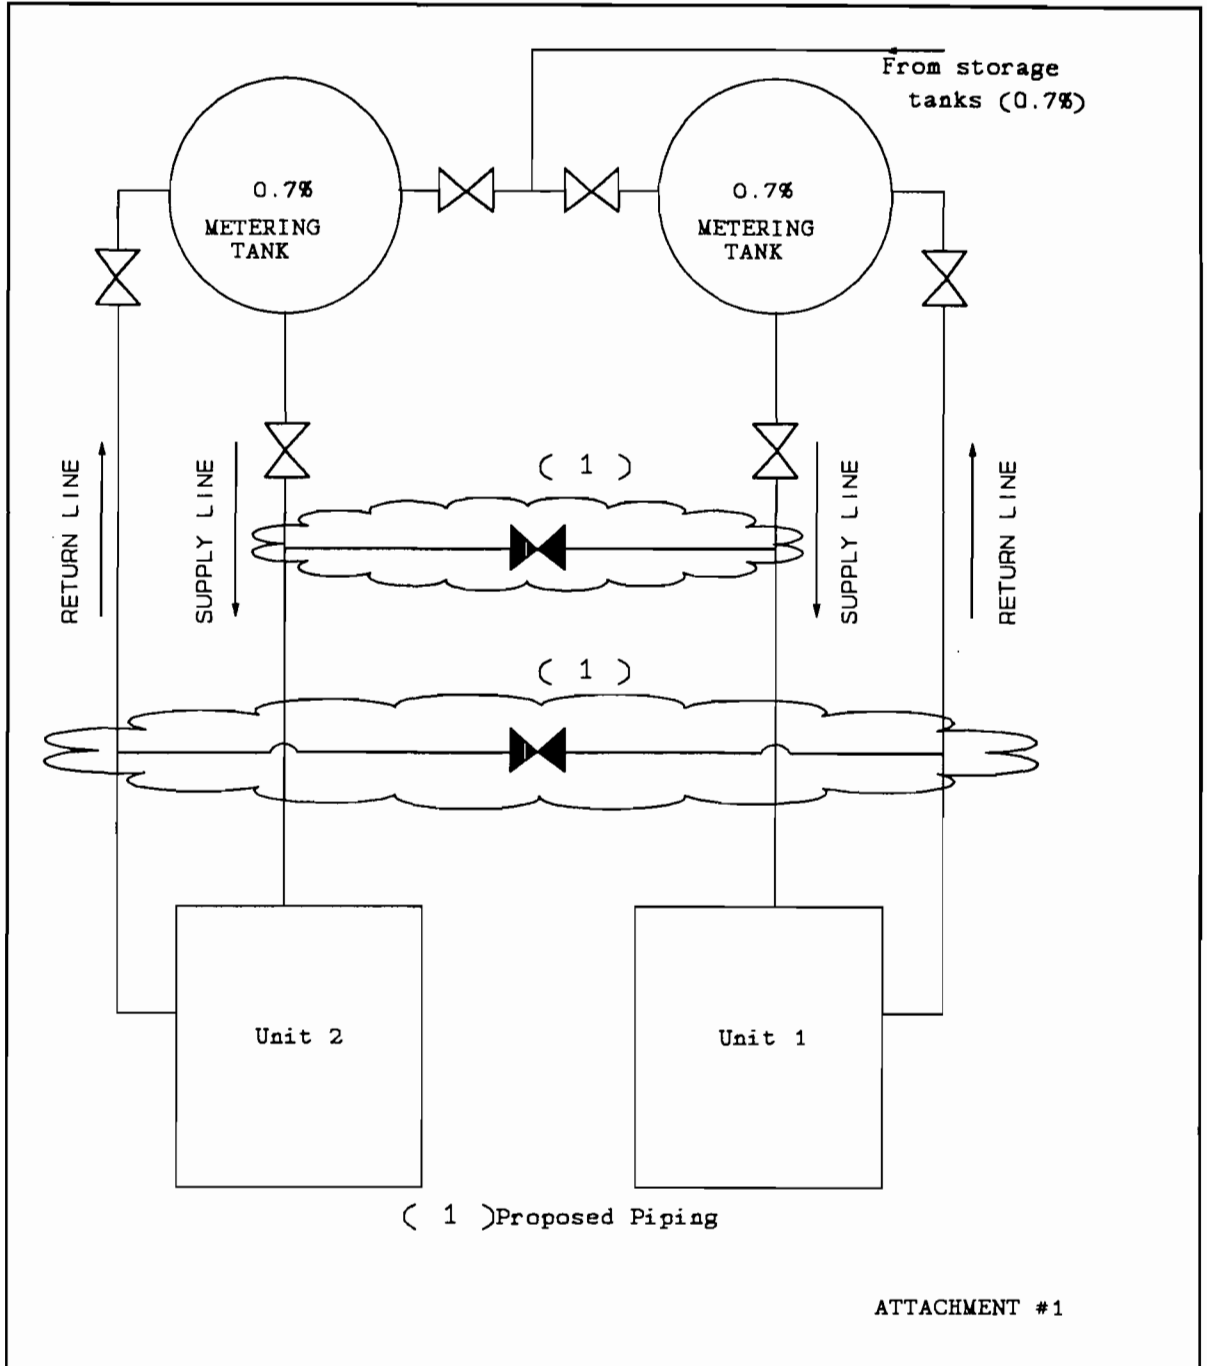 From storage
tanks (0.7%)
0.7%
METERING
TANK
0.7%
METERING
TANK
( 1 )
RETURN LINE
SUPPLY LINE
SUPPLY LINE
RETURN LINE
( 1 )
Unit 2
Unit 1
( 1 )Proposed Piping
ATTACHMENT #1